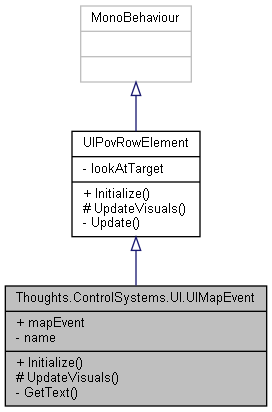 MonoBehaviour
UIPovRowElement
- lookAtTarget
+ Initialize()
# UpdateVisuals()
- Update()
Thoughts.ControlSystems.UI.UIMapEvent
+ mapEvent
- name
+ Initialize()
# UpdateVisuals()
- GetText()